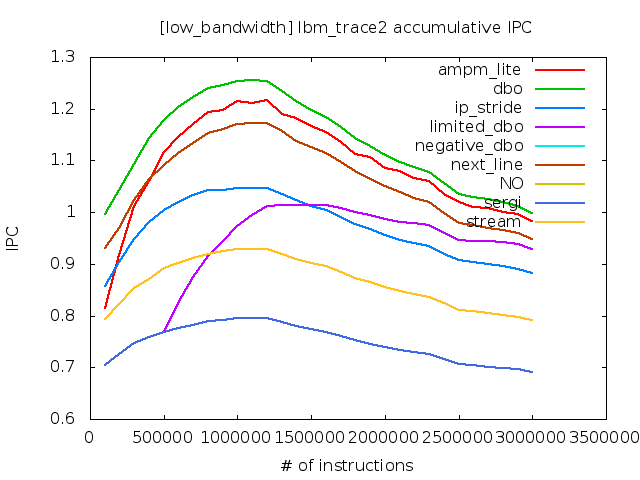 [low_bandwidth] lbm_trace2 accumulative IPC
1.3
1.2
1.1
1
0.9
0.8
0.7
0.6
IPC
ampm_lite
dbo
ip_stride
limited_dbo
negative_dbo
next_line
NO
sergi
stream
0 500000 1000000 1500000 2000000 2500000 3000000 3500000
# of instructions